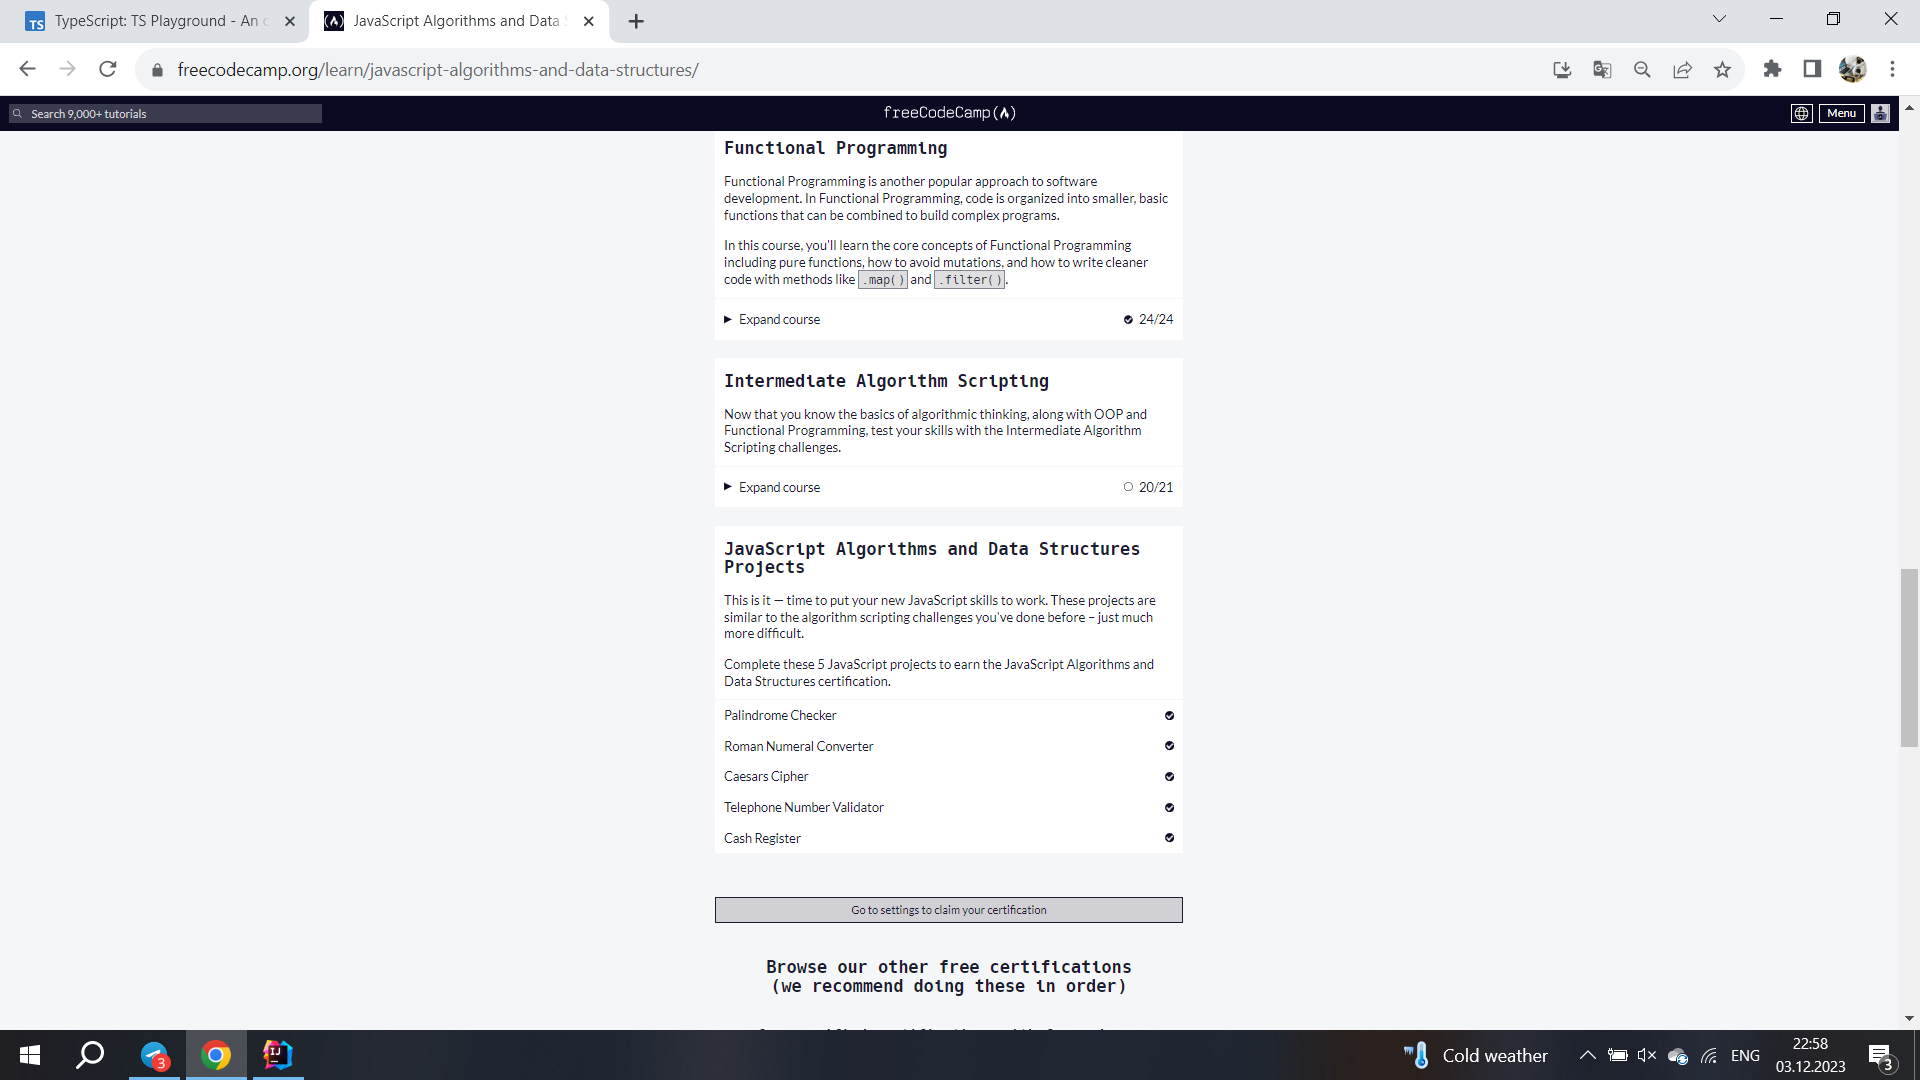 TypeScript: TS Playground - An
JavaScript Algorithms and Data
freecodecamp.org/learn/javascript-algorithms-and-data-structures/
Search 9,000+ tutorials
freeCodeCamp
Menu
Functional Programming
Functional Programming is another popular approach to software
development. In Functional Programming, code is organized into smaller, basic
functions that can be combined to build complex programs.
In this course, you'll learn the core concepts of Functional Programming
including pure functions, how to avoid mutations, and how to write cleaner
code with methods like .map() and .filter().
Expand course 24/24
Intermediate Algorithm Scripting
Now that you know the basics of algorithmic thinking, along with OOP and
Functional Programming, test your skills with the Intermediate Algorithm
Scripting challenges.
Expand course 20/21
JavaScript Algorithms and Data Structures
Projects
This is it — time to put your new JavaScript skills to work. These projects are
similar to the algorithm scripting challenges you've done before – just much
more difficult.
Complete these 5 JavaScript projects to earn the JavaScript Algorithms and
Data Structures certification.
Palindrome Checker
Roman Numeral Converter
Caesars Cipher
Telephone Number Validator
Cash Register
Go to settings to claim your certification
Browse our other free certifications
(we recommend doing these in order)
3
IJ
Cold weather
ENG
22:58
03.12.2023
3